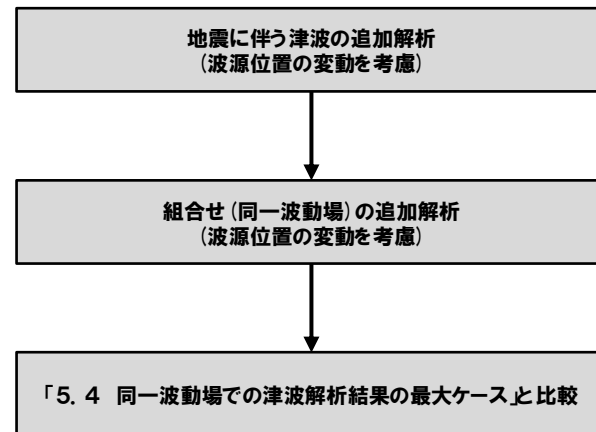 地震に伴う津波の追加解析
(波源位置の変動を考慮)
組合せ(同一波動場)の追加解析
(波源位置の変動を考慮)
「5.4 同一波動場での津波解析結果の最大ケース」と比較